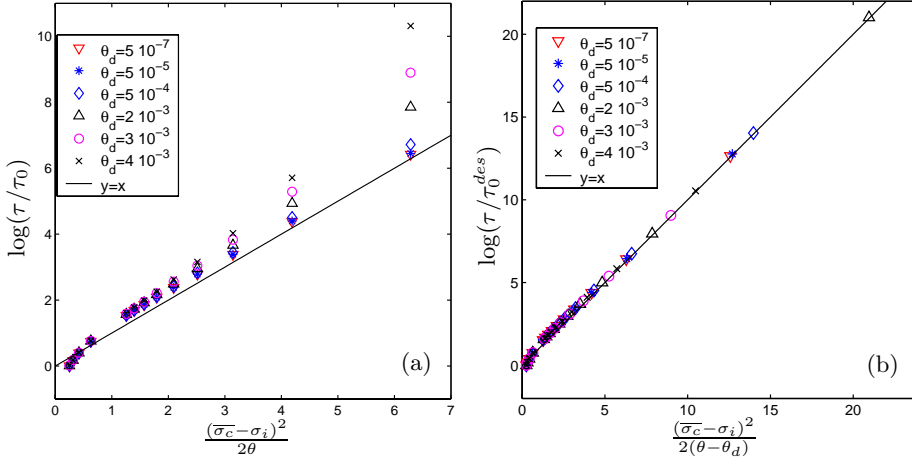 10
8
6
4
2
0
log(τ/τ₀)
θd=5 10⁻⁷
θd=5 10⁻⁵
θd=5 10⁻⁴
θd=2 10⁻³
θd=3 10⁻³
θd=4 10⁻³
y=x
(a)
0 1 2 3 4 5 6 7
(σ̅c̅−σᵢ)²
2θ
20
15
10
5
0
log(τ/τ₀ᵈᵉˢ)
θd=5 10⁻⁷
θd=5 10⁻⁵
θd=5 10⁻⁴
θd=2 10⁻³
θd=3 10⁻³
θd=4 10⁻³
y=x
(b)
0 5 10 15 20
(σ̅c̅−σᵢ)²
2(θ−θd)